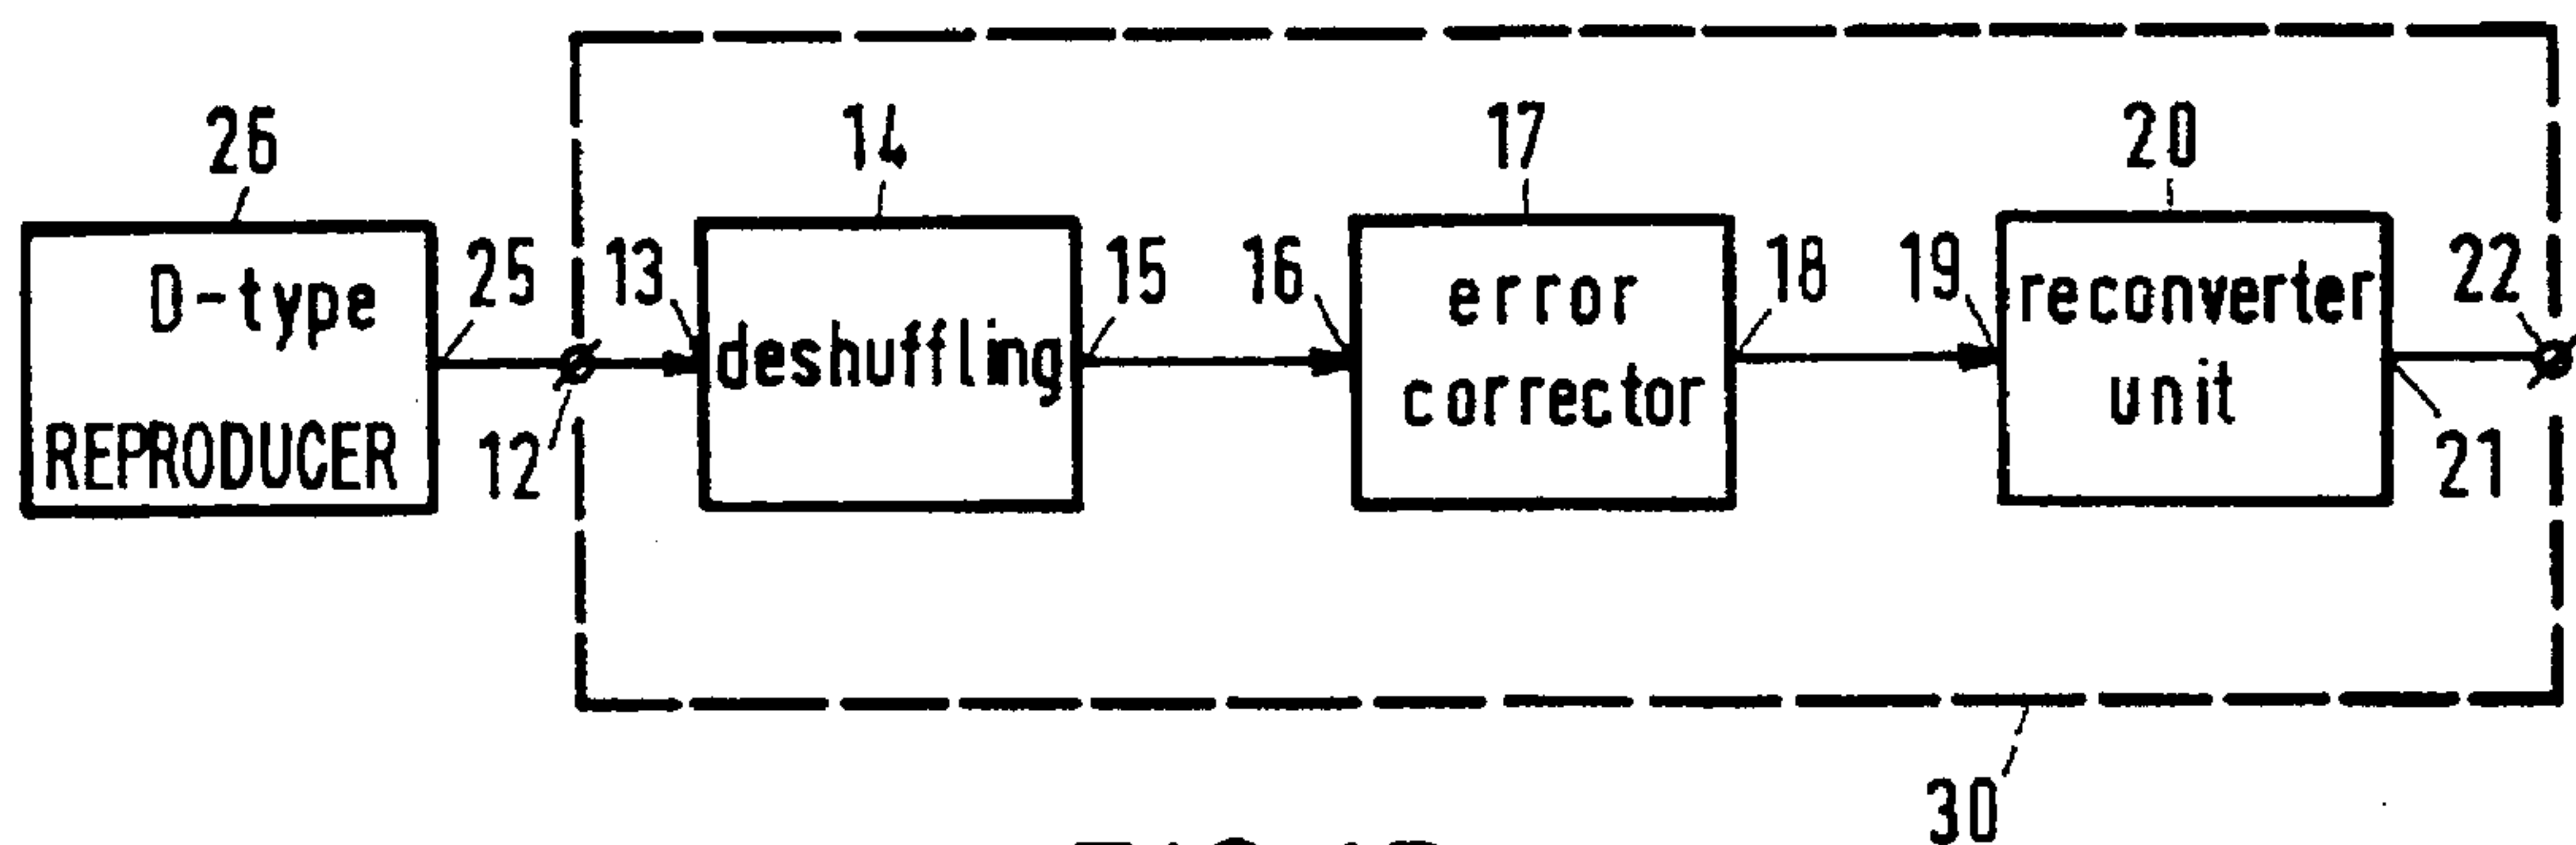 26
14
17
20
D-type
REPRODUCER
25
12
13
deshuffling
15
16
error
corrector
18
19
reconverter
unit
22
21
30